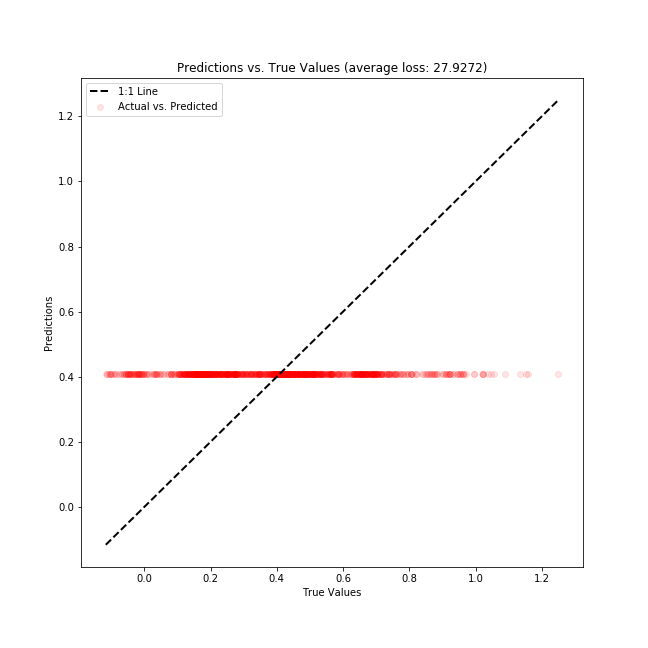 Predictions vs. True Values (average loss: 27.9272)
1:1 Line
Actual vs. Predicted
1.2
1.0
0.8
0.6
0.4
0.2
0.0
Predictions
0.0 0.2 0.4 0.6 0.8 1.0 1.2
True Values